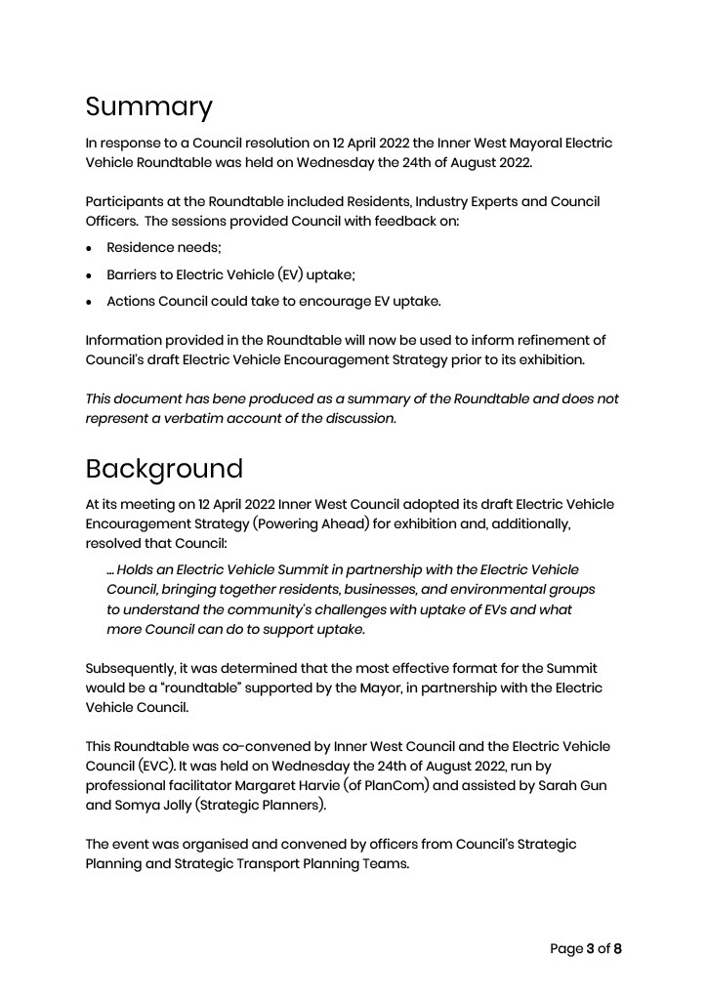 Summary
In response to a Council resolution on 12 April 2022 the Inner West Mayoral Electric
Vehicle Roundtable was held on Wednesday the 24th of August 2022.
Participants at the Roundtable included Residents, Industry Experts and Council
Officers.  The sessions provided Council with feedback on:
• Residence needs;
• Barriers to Electric Vehicle (EV) uptake;
• Actions Council could take to encourage EV uptake.
Information provided in the Roundtable will now be used to inform refinement of
Council's draft Electric Vehicle Encouragement Strategy prior to its exhibition.
This document has bene produced as a summary of the Roundtable and does not
represent a verbatim account of the discussion.
Background
At its meeting on 12 April 2022 Inner West Council adopted its draft Electric Vehicle
Encouragement Strategy (Powering Ahead) for exhibition and, additionally,
resolved that Council:
… Holds an Electric Vehicle Summit in partnership with the Electric Vehicle
Council, bringing together residents, businesses, and environmental groups
to understand the community's challenges with uptake of EVs and what
more Council can do to support uptake.
Subsequently, it was determined that the most effective format for the Summit
would be a “roundtable” supported by the Mayor, in partnership with the Electric
Vehicle Council.
This Roundtable was co-convened by Inner West Council and the Electric Vehicle
Council (EVC). It was held on Wednesday the 24th of August 2022, run by
professional facilitator Margaret Harvie (of PlanCom) and assisted by Sarah Gun
and Somya Jolly (Strategic Planners).
The event was organised and convened by officers from Council's Strategic
Planning and Strategic Transport Planning Teams.
Page 3 of 8